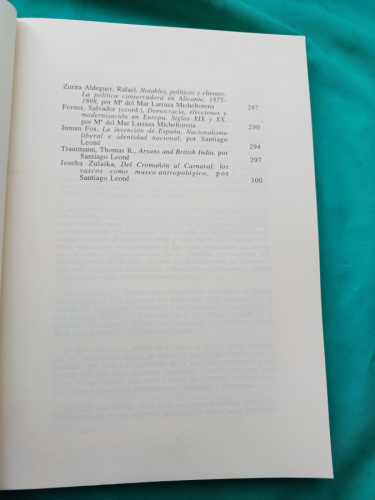 Zurita Aldeguer, Rafael, Notables, políticos y clientes.
La política conservadora en Alicante, 1875-
1898, por Mª del Mar Larraza Micheltorena 287
Forner, Salvador (coord.), Democracia, elecciones y
modernización en Europa. Siglos XIX y XX,
por Mª del Mar Larraza Micheltorena 290
Inman Fox, La invención de España. Nacionalismo
liberal e identidad nacional, por Santiago
Leoné 294
Trautmann, Thomas R., Aryans and British India, por
Santiago Leoné 297
Joseba Zulaika, Del Cromañón al Carnaval: los
vascos como museo antropológico, por
Santiago Leoné 300